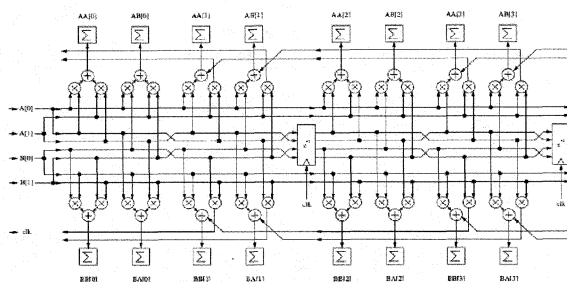 AA[0] AB[0] AA[1] AB[1] AA[2] AB[2] AA[3] AB[3]
Σ Σ Σ Σ Σ Σ Σ Σ
A[0]
A[1]
B[0]
B[1]
z⁻¹
clk clk
clk
Σ Σ Σ Σ Σ Σ Σ Σ
BB[0] BA[0] BB[1] BA[1] BB[2] BA[2] BB[3] BA[3]